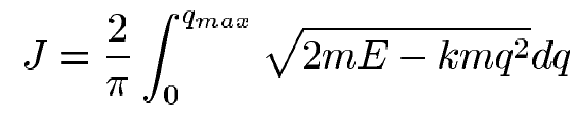 J = \frac{2}{\pi} \int_0^{q_{max}} \sqrt{2mE - kmq^2} dq